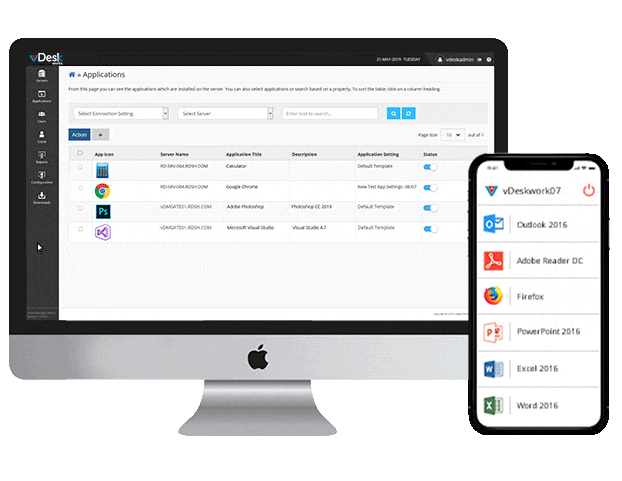 vDesk
works
31 MAY 2019 TUESDAY
vdeskadmin
Servers
Applications
Users
Client
Reports
Configuration
Downloads
» Applications
From this page you can see the applications which are installed on the server. You can also select applications or search based on a property. To sort the table, click on a column heading.
Select Connection Setting
Select Server
Enter text to search...
Action
+
Page Size 10 out of 4
App Icon Server Name Application Title Description Application Setting Status
RD-SRV-004.RDSH.COM Calculator Default Template
RD-SRV-004.RDSH.COM Google Chrome New Test App Settings 08/07
Ps VDMGRTE01.RDSH.COM Adobe Photoshop Photoshop CC 2019 Default Template
VDMGRTE01.RDSH.COM Microsoft Visual Studio Visual Studio 4.7 Default Template
vDeskwork07
Outlook 2016
Adobe Reader DC
Firefox
PowerPoint 2016
Excel 2016
Word 2016